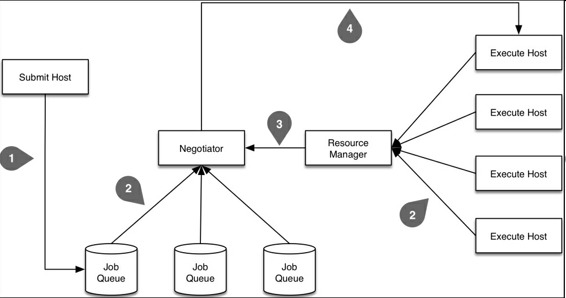 4
Execute Host
Submit Host
Execute Host
3
1
Negotiator
Resource
Manager
Execute Host
2
2
Execute Host
Job
Queue
Job
Queue
Job
Queue